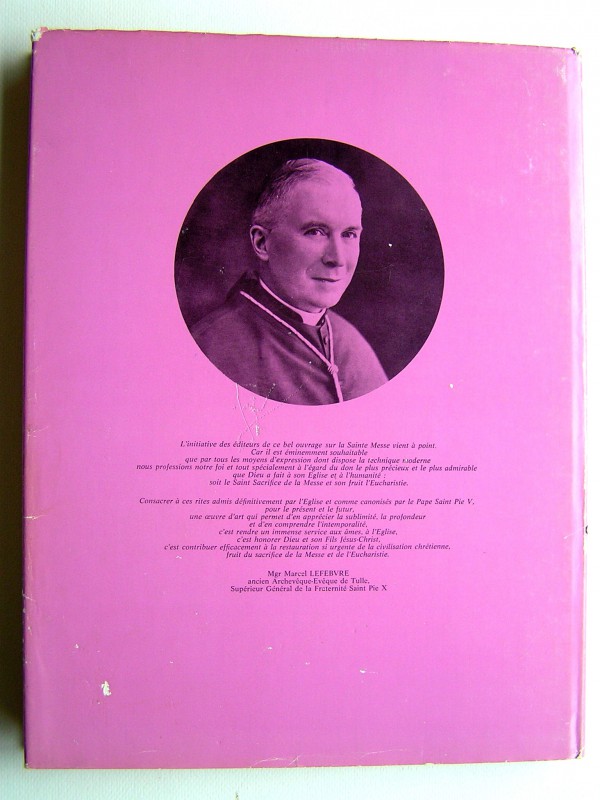 L'initiative des éditeurs de ce bel ouvrage sur la Sainte Messe vient à point.
Car il est éminemment souhaitable
que par tous les moyens d'expression dont dispose la technique moderne
nous professions notre foi et tout spécialement à l'égard du don le plus précieux et le plus admirable
que Dieu a fait à son Eglise et à l'humanité :
soit le Saint Sacrifice de la Messe et son fruit l'Eucharistie.
Consacrer à ces rites admis définitivement par l'Eglise et comme canonisés par le Pape Saint Pie V,
pour le présent et le futur,
une œuvre d'art qui permet d'en apprécier la sublimité, la profondeur
et d'en comprendre l'intemporalité,
c'est rendre un immense service aux âmes, à l'Eglise,
c'est honorer Dieu et son Fils Jésus-Christ,
c'est contribuer efficacement à la restauration si urgente de la civilisation chrétienne,
fruit du sacrifice de la Messe et de l'Eucharistie.
Mgr Marcel LEFEBVRE
ancien Archevêque-Evêque de Tulle,
Supérieur Général de la Fraternité Saint Pie X